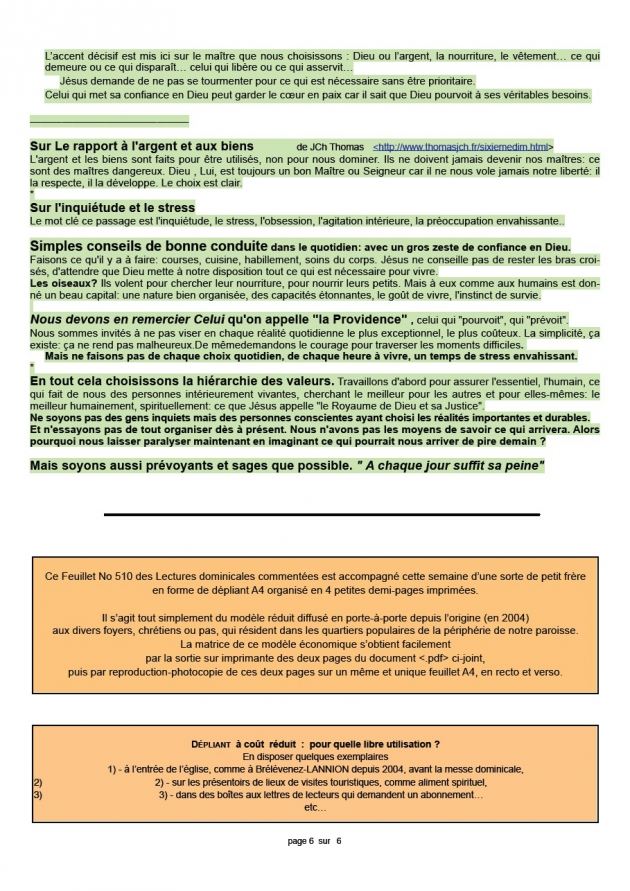 L'accent décisif est mis ici sur le maître que nous choisissons : Dieu ou l'argent, la nourriture, le vêtement… ce qui
demeure ou ce qui disparaît… celui qui libère ou ce qui asservit…
Jésus demande de ne pas se tourmenter pour ce qui est nécessaire sans être prioritaire.
Celui qui met sa confiance en Dieu peut garder le cœur en paix car il sait que Dieu pourvoit à ses véritables besoins.
Sur Le rapport à l'argent et aux biens de JCh Thomas <http://www.thomasjch.fr/sixiemedim.html>
L'argent et les biens sont faits pour être utilisés, non pour nous dominer. Ils ne doivent jamais devenir nos maîtres: ce
sont des maîtres dangereux. Dieu , Lui, est toujours un bon Maître ou Seigneur car il ne nous vole jamais notre liberté: il
la respecte, il la développe. Le choix est clair.
*
Sur l'inquiétude et le stress
Le mot clé ce passage est l'inquiétude, le stress, l'obsession, l'agitation intérieure, la préoccupation envahissante..
Simples conseils de bonne conduite dans le quotidien: avec un gros zeste de confiance en Dieu.
Faisons ce qu'il y a à faire: courses, cuisine, habillement, soins du corps. Jésus ne conseille pas de rester les bras croi-
sés, d'attendre que Dieu mette à notre disposition tout ce qui est nécessaire pour vivre.
Les oiseaux? Ils volent pour chercher leur nourriture, pour nourrir leurs petits. Mais à eux comme aux humains est don-
né un beau capital: une nature bien organisée, des capacités étonnantes, le goût de vivre, l'instinct de survie.
Nous devons en remercier Celui qu'on appelle "la Providence" , celui qui "pourvoit", qui "prévoit".
Nous sommes invités à ne pas viser en chaque réalité quotidienne le plus exceptionnel, le plus coûteux. La simplicité, ça
existe: ça ne rend pas malheureux.De mêmedemandons le courage pour traverser les moments difficiles.
Mais ne faisons pas de chaque choix quotidien, de chaque heure à vivre, un temps de stress envahissant.
*
En tout cela choisissons la hiérarchie des valeurs. Travaillons d'abord pour assurer l'essentiel, l'humain, ce
qui fait de nous des personnes intérieurement vivantes, cherchant le meilleur pour les autres et pour elles-mêmes: le
meilleur humainement, spirituellement: ce que Jésus appelle "le Royaume de Dieu et sa Justice".
Ne soyons pas des gens inquiets mais des personnes conscientes ayant choisi les réalités importantes et durables.
Et n'essayons pas de tout organiser dès à présent. Nous n'avons pas les moyens de savoir ce qui arrivera. Alors
pourquoi nous laisser paralyser maintenant en imaginant ce qui pourrait nous arriver de pire demain ?
Mais soyons aussi prévoyants et sages que possible. " A chaque jour suffit sa peine"
Ce Feuillet No 510 des Lectures dominicales commentées est accompagné cette semaine d'une sorte de petit frère
en forme de dépliant A4 organisé en 4 petites demi-pages imprimées.
Il s'agit tout simplement du modèle réduit diffusé en porte-à-porte depuis l'origine (en 2004)
aux divers foyers, chrétiens ou pas, qui résident dans les quartiers populaires de la périphérie de notre paroisse.
La matrice de ce modèle économique s'obtient facilement
par la sortie sur imprimante des deux pages du document <.pdf> ci-joint,
puis par reproduction-photocopie de ces deux pages sur un même et unique feuillet A4, en recto et verso.
DÉPLIANT à coût réduit : pour quelle libre utilisation ?
En disposer quelques exemplaires
1) - à l'entrée de l'église, comme à Brélévenez-LANNION depuis 2004, avant la messe dominicale,
2) 2) - sur les présentoirs de lieux de visites touristiques, comme aliment spirituel,
3) 3) - dans des boîtes aux lettres de lecteurs qui demandent un abonnement…
etc…
page 6 sur 6